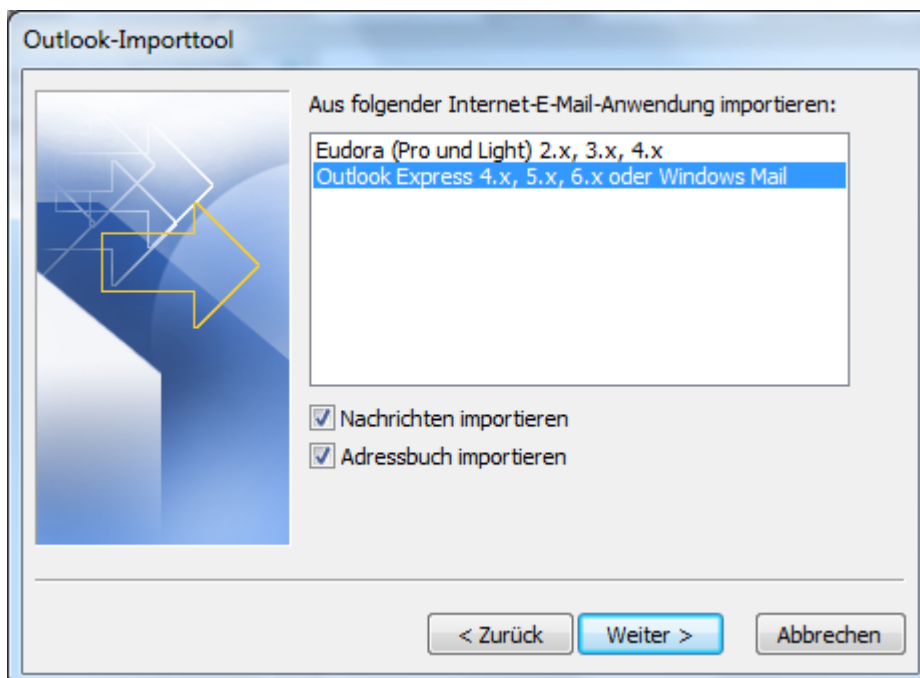 Outlook-Importtool
Aus folgender Internet-E-Mail-Anwendung importieren:
Eudora (Pro und Light) 2.x, 3.x, 4.x
Outlook Express 4.x, 5.x, 6.x oder Windows Mail
Nachrichten importieren
Adressbuch importieren
< Zurück
Weiter >
Abbrechen